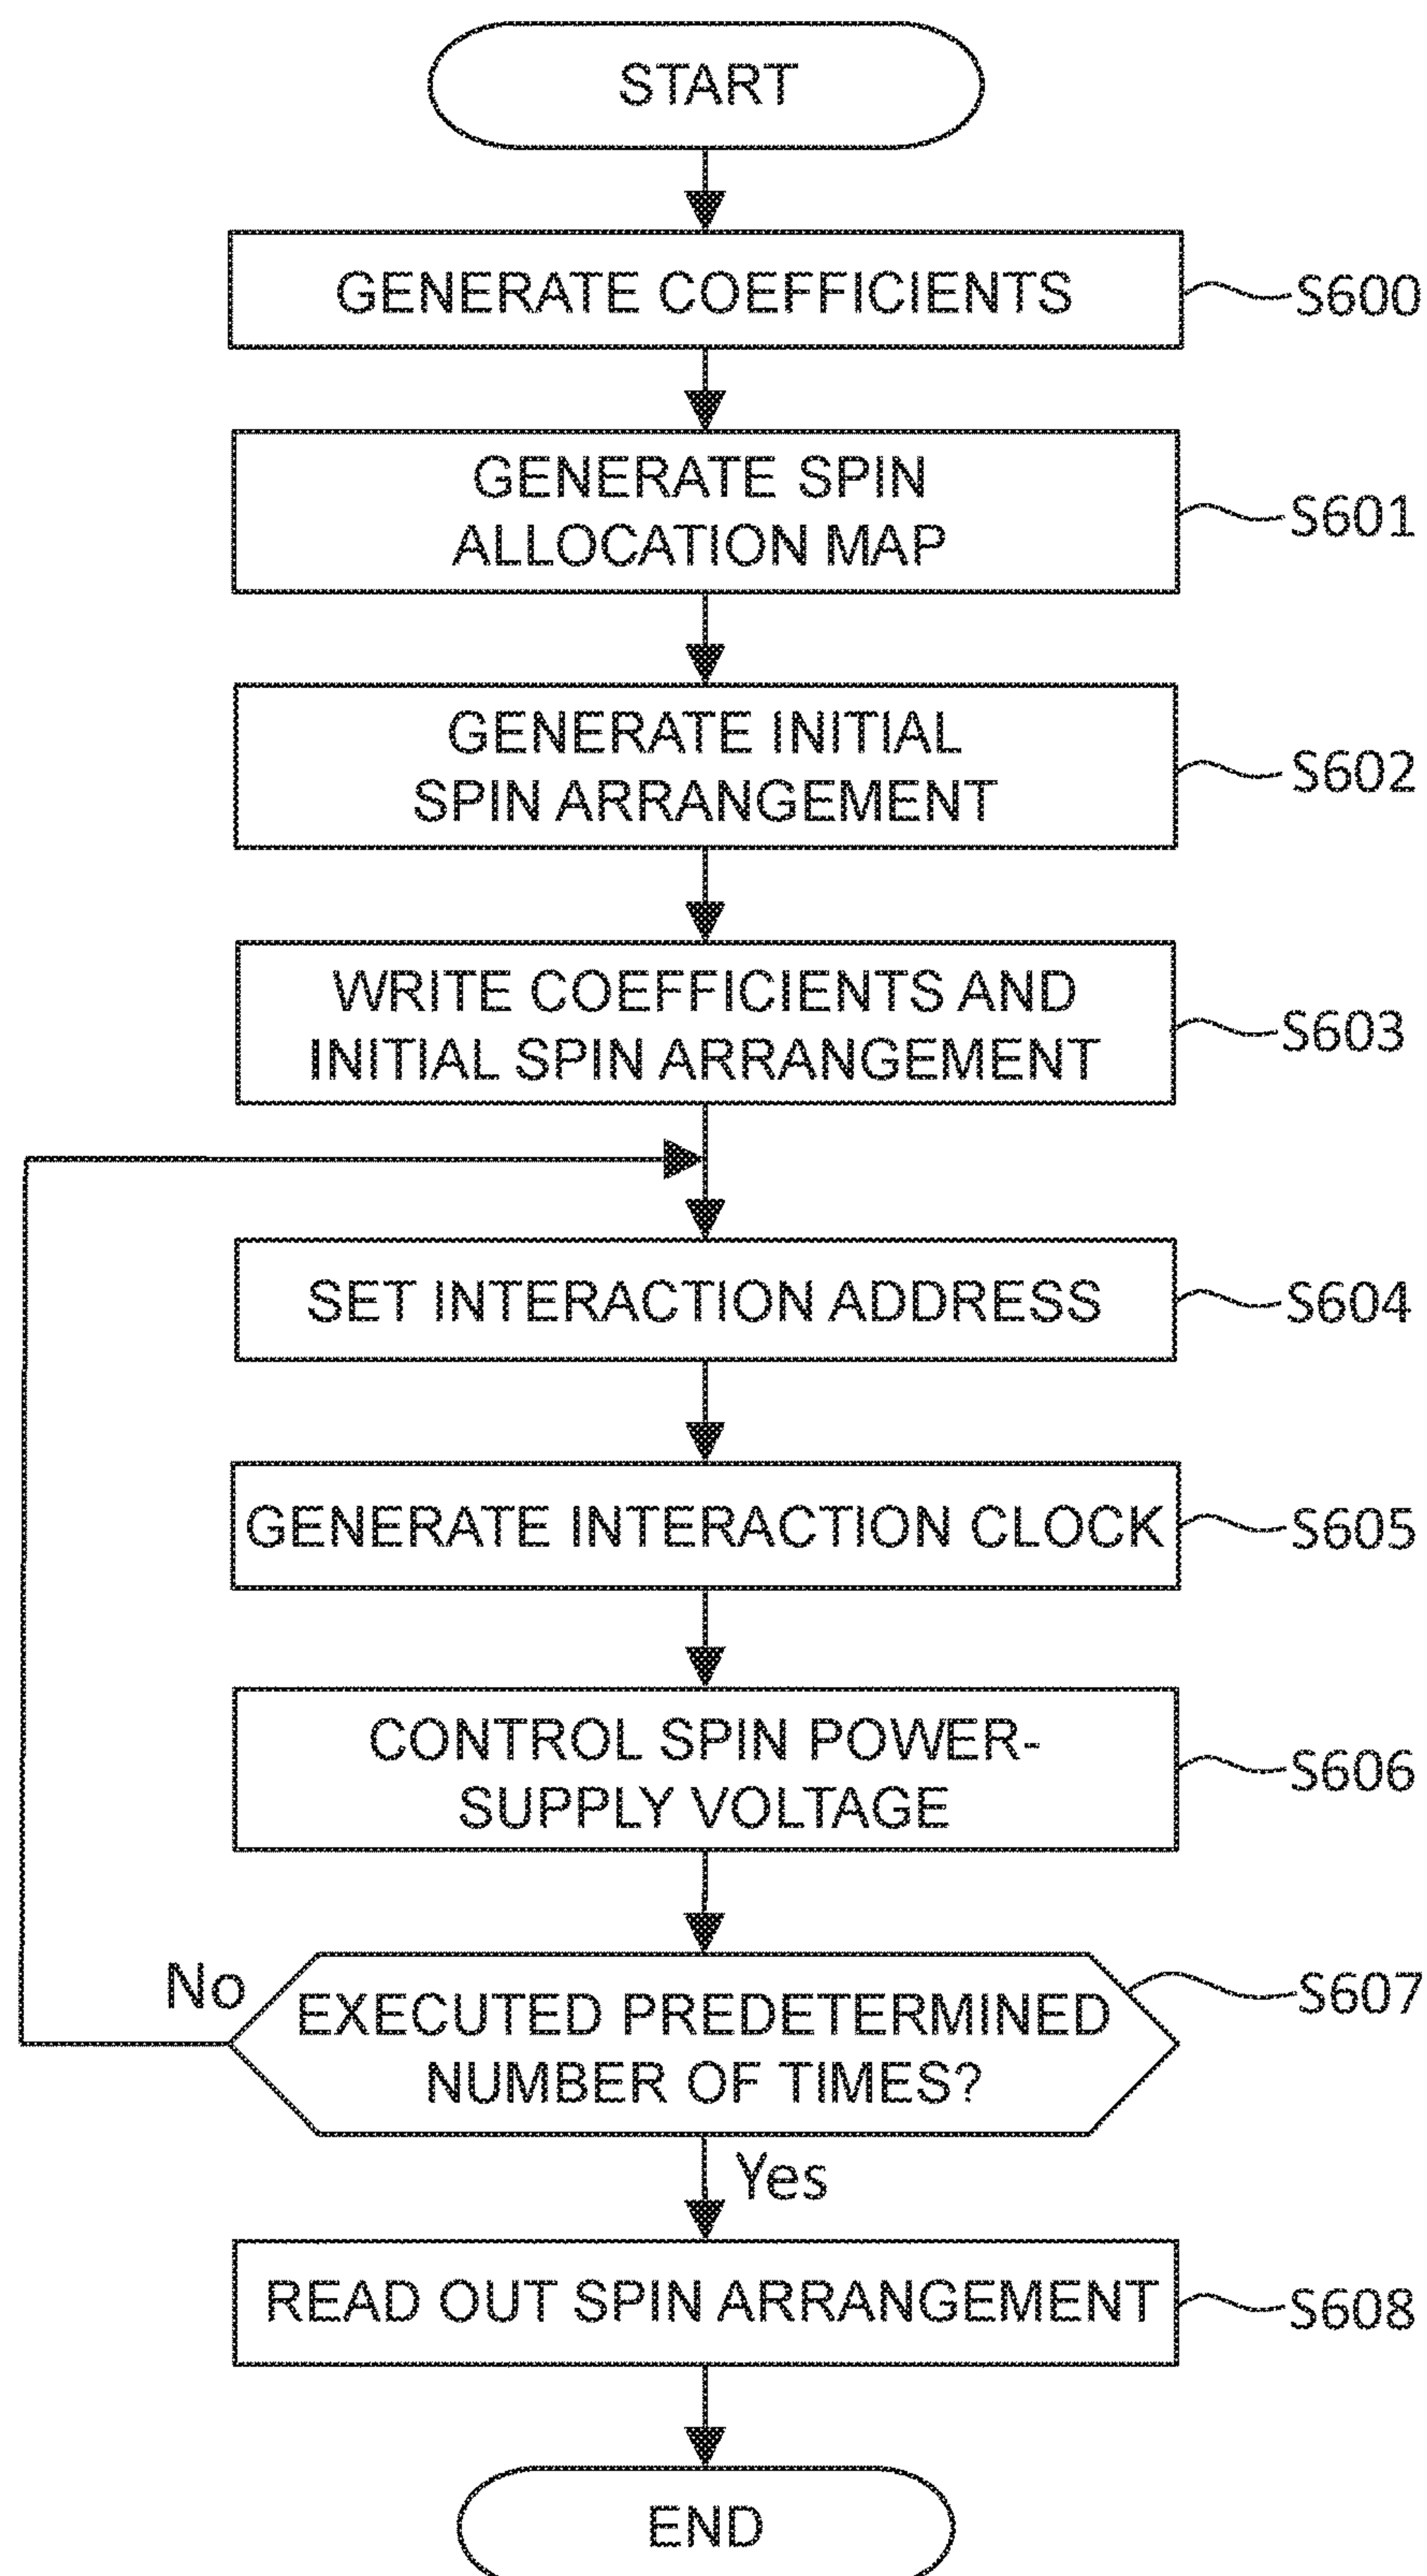 START
GENERATE COEFFICIENTS
S600
GENERATE SPIN
ALLOCATION MAP
S601
GENERATE INITIAL
SPIN ARRANGEMENT
S602
WRITE COEFFICIENTS AND
INITIAL SPIN ARRANGEMENT
S603
SET INTERACTION ADDRESS
S604
GENERATE INTERACTION CLOCK
S605
CONTROL SPIN POWER-
SUPPLY VOLTAGE
S606
No
EXECUTED PREDETERMINED
NUMBER OF TIMES?
S607
Yes
READ OUT SPIN ARRANGEMENT
S608
END